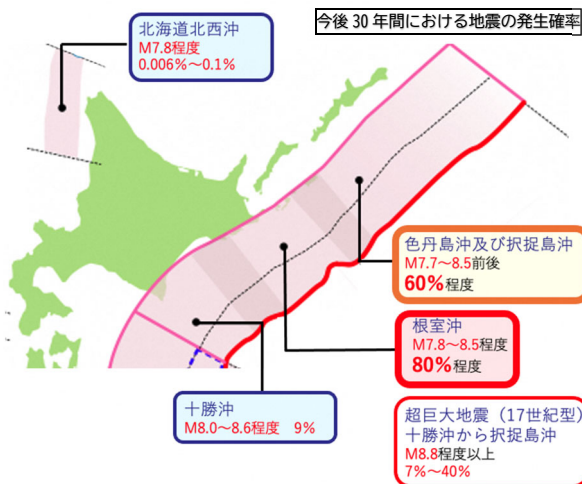 今後30年間における地震の発生確率
北海道北西沖
M7.8程度
0.006%～0.1%
色丹島沖及び択捉島沖
M7.7～8.5前後
60%程度
根室沖
M7.8～8.5程度
80%程度
十勝沖
M8.0～8.6程度 9%
超巨大地震（17世紀型）
十勝沖から択捉島沖
M8.8程度以上
7%～40%